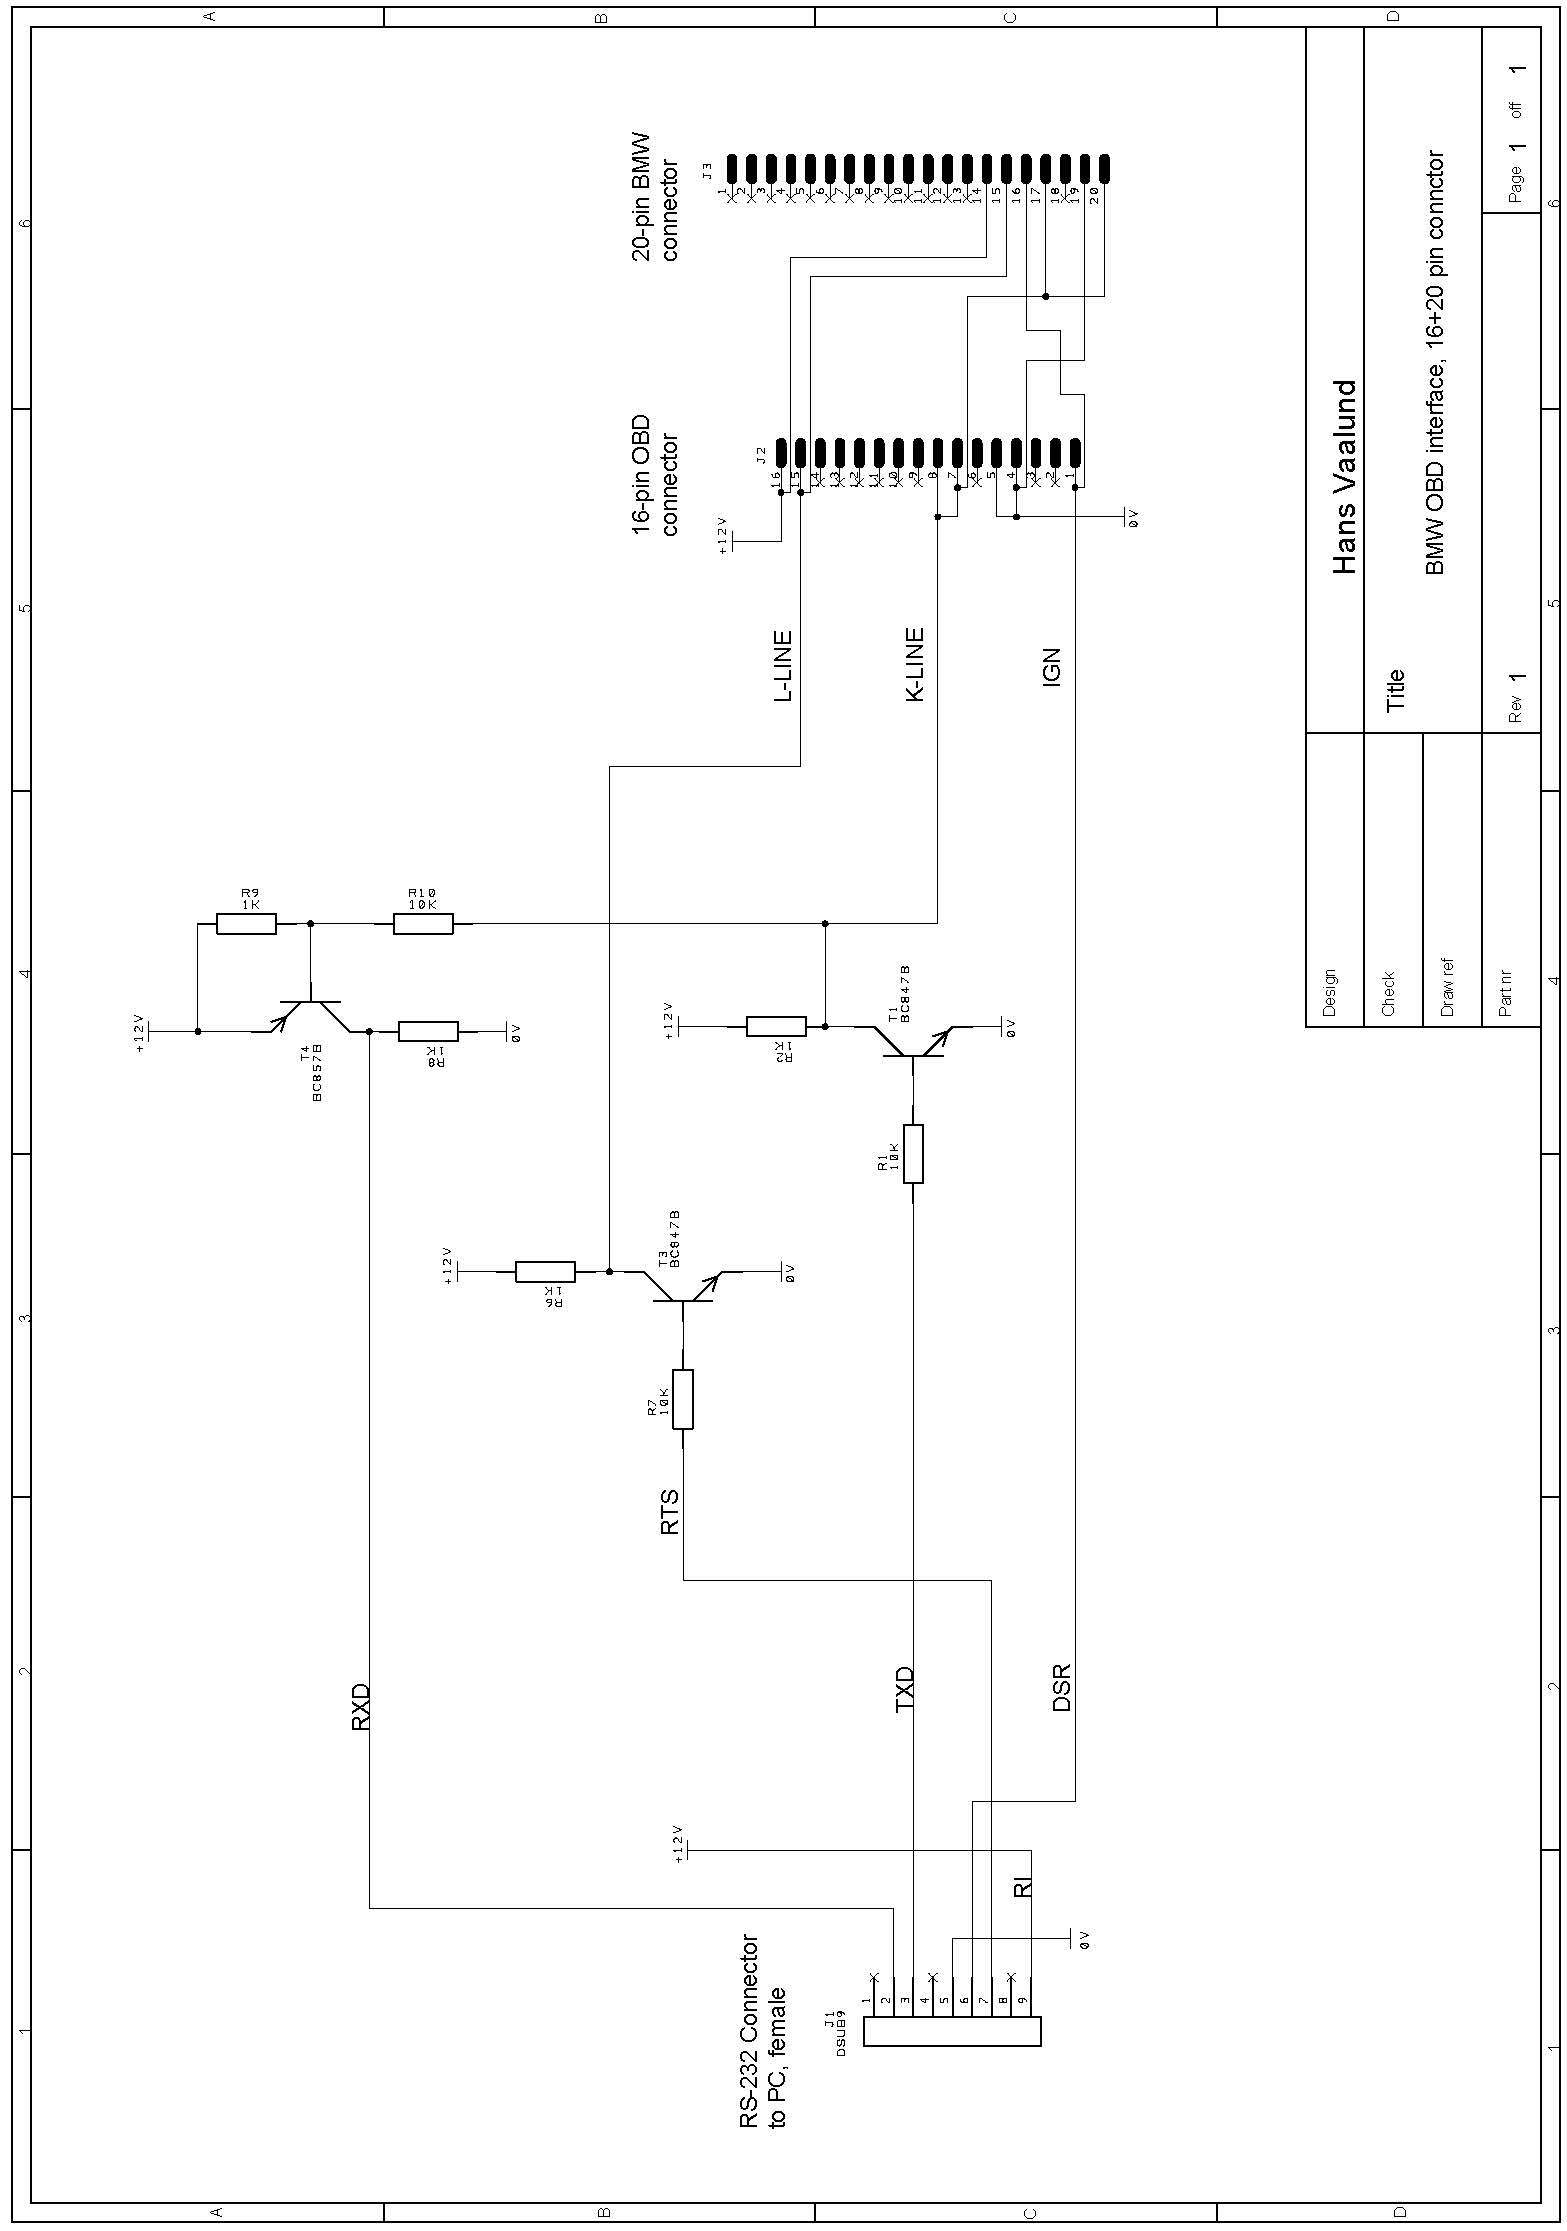 A
B
C
D
6
5
4
3
2
1
6
5
4
3
2
1
A
B
C
D
RS-232 Connector
to PC, female
J1
DSUB9
1
2
3
4
5
6
7
8
9
0V
RI
+12V
RXD
TXD
DSR
RTS
R7
10K
+12V
R6
1K
T3
BC847B
0V
R1
10K
+12V
R2
1K
T1
BC847B
0V
+12V
T4
BC857B
R8
1K
0V
R9
1K
R10
10K
L-LINE
K-LINE
IGN
16-pin OBD
connector
+12V
J2
16
15
14
13
12
11
10
9
8
7
6
5
4
3
2
1
0V
20-pin BMW
connector
J3
1
2
3
4
5
6
7
8
9
10
11
12
13
14
15
16
17
18
19
20
Design
Check
Draw ref
Part nr
Hans Vaalund
Title
BMW OBD interface, 16+20 pin connctor
Rev 1
Page 1 off 1